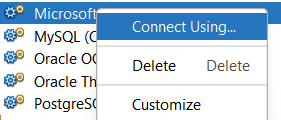 Microsoft
Connect Using...
MySQL (
Oracle OC
Delete Delete
Oracle Th
PostgreSQ
Customize